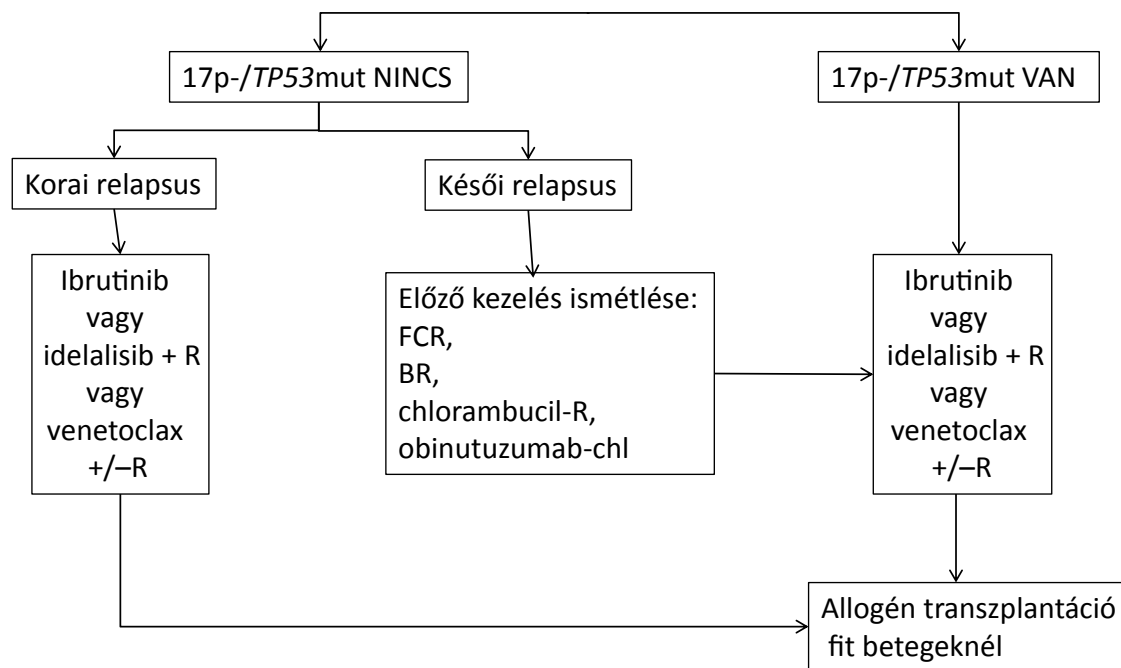 17p-/TP53mut NINCS
17p-/TP53mut VAN
Korai relapsus
Késői relapsus
Ibrutinib
vagy
idelalisib + R
vagy
venetoclax
+/–R
Előző kezelés ismétlése:
FCR,
BR,
chlorambucil-R,
obinutuzumab-chl
Ibrutinib
vagy
idelalisib + R
vagy
venetoclax
+/–R
Allogén transzplantáció
fit betegeknél